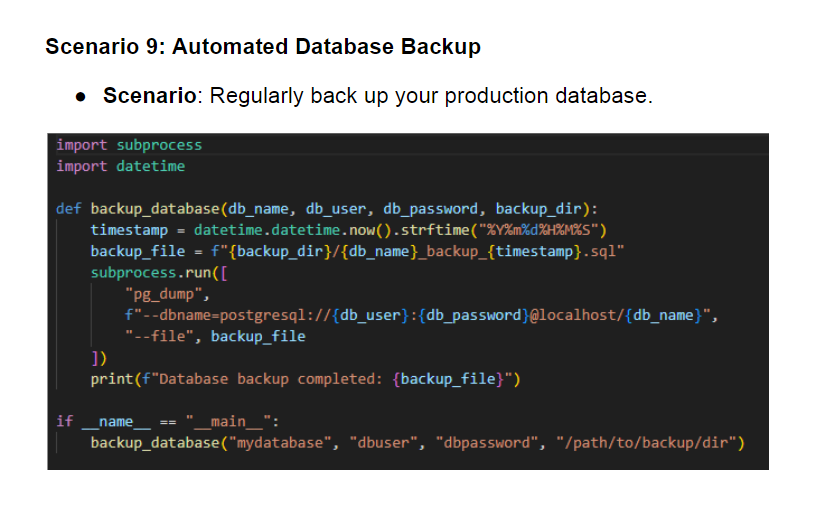 Scenario 9: Automated Database Backup
● Scenario: Regularly back up your production database.
import subprocess
import datetime
def backup_database(db_name, db_user, db_password, backup_dir):
    timestamp = datetime.datetime.now().strftime("%Y%m%d%H%M%S")
    backup_file = f"{backup_dir}/{db_name}_backup_{timestamp}.sql"
    subprocess.run([
        "pg_dump",
        f"--dbname=postgresql://{db_user}:{db_password}@localhost/{db_name}",
        "--file", backup_file
    ])
    print(f"Database backup completed: {backup_file}")
if __name__ == "__main__":
    backup_database("mydatabase", "dbuser", "dbpassword", "/path/to/backup/dir")